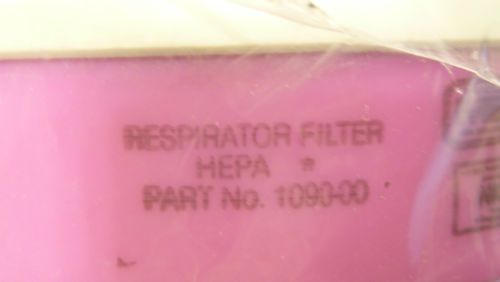 RESPIRATOR FILTER
HEPA *
PART No. 1090-00